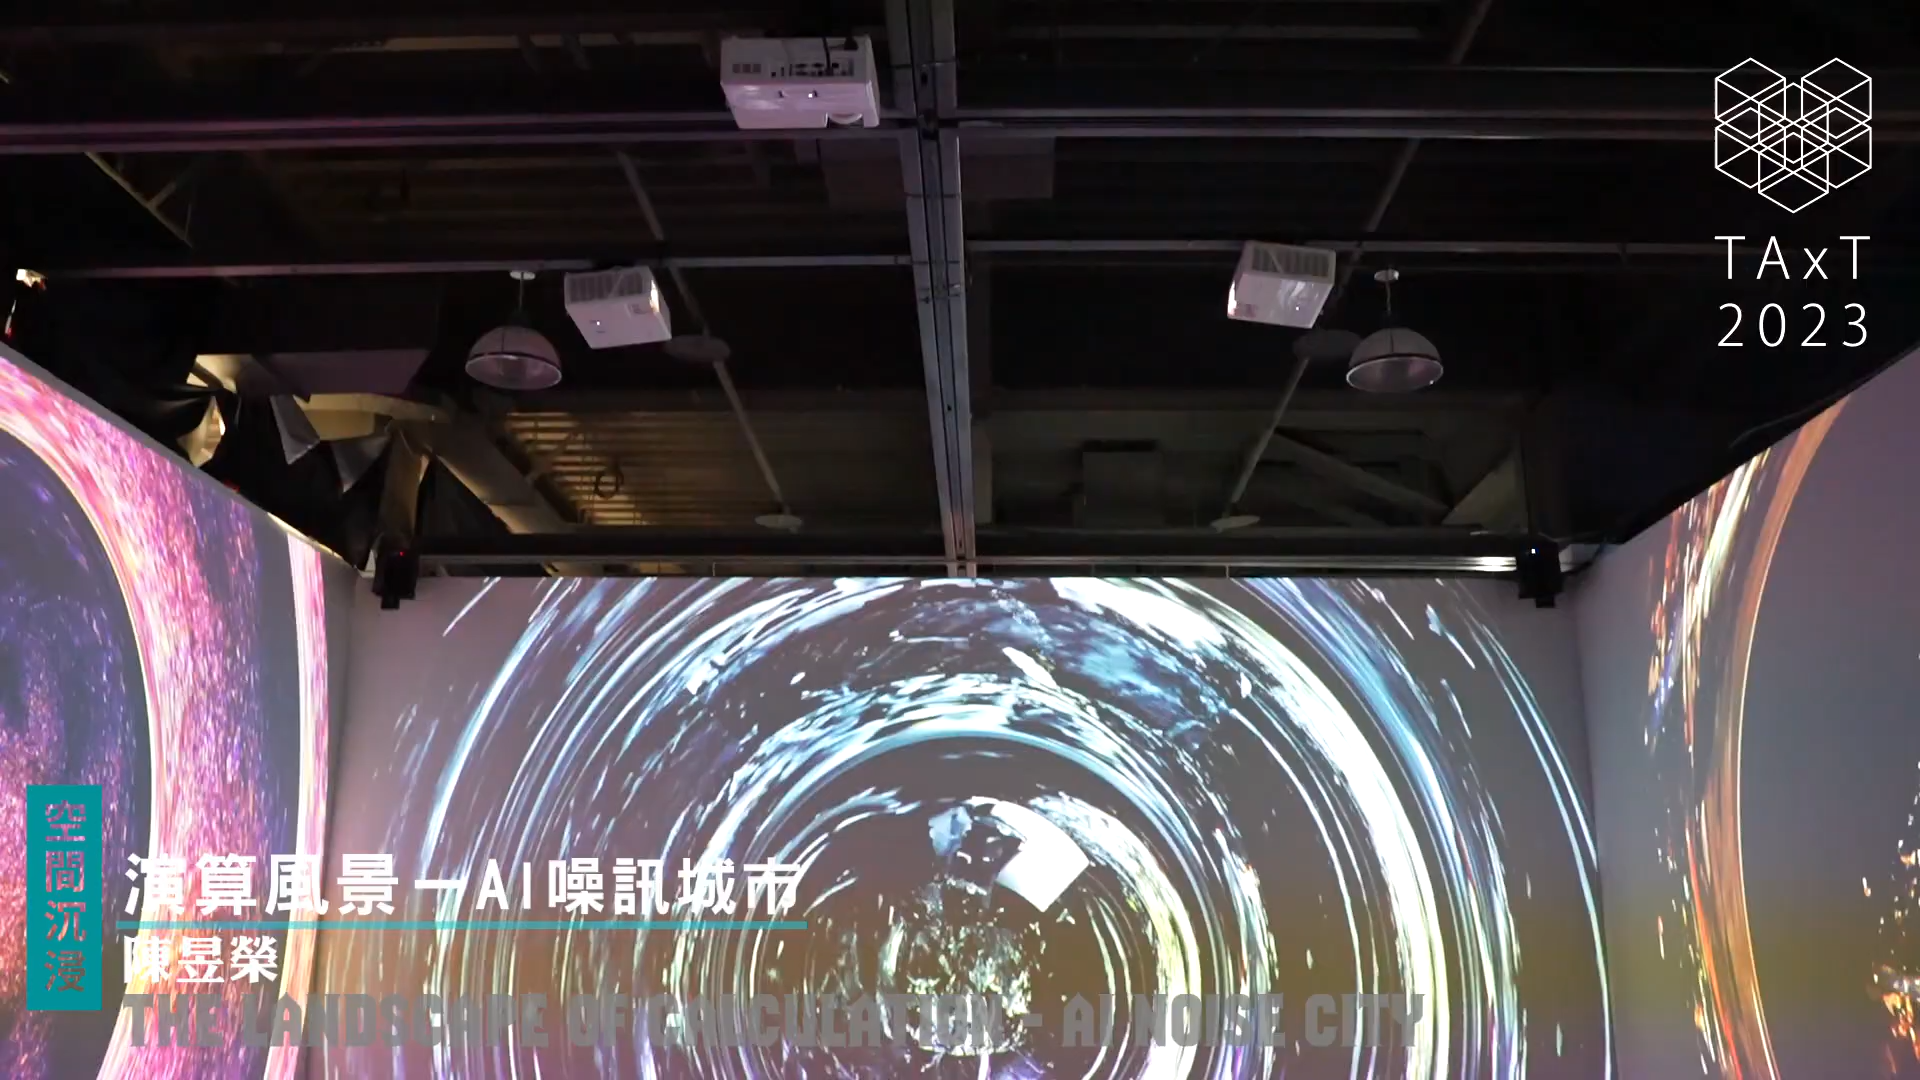 TAxT
2023
空間沉浸
演算風景－AI噪訊城市
陳昱榮
THE LANDSCAPE OF CALCULATION - AI NOISE CITY